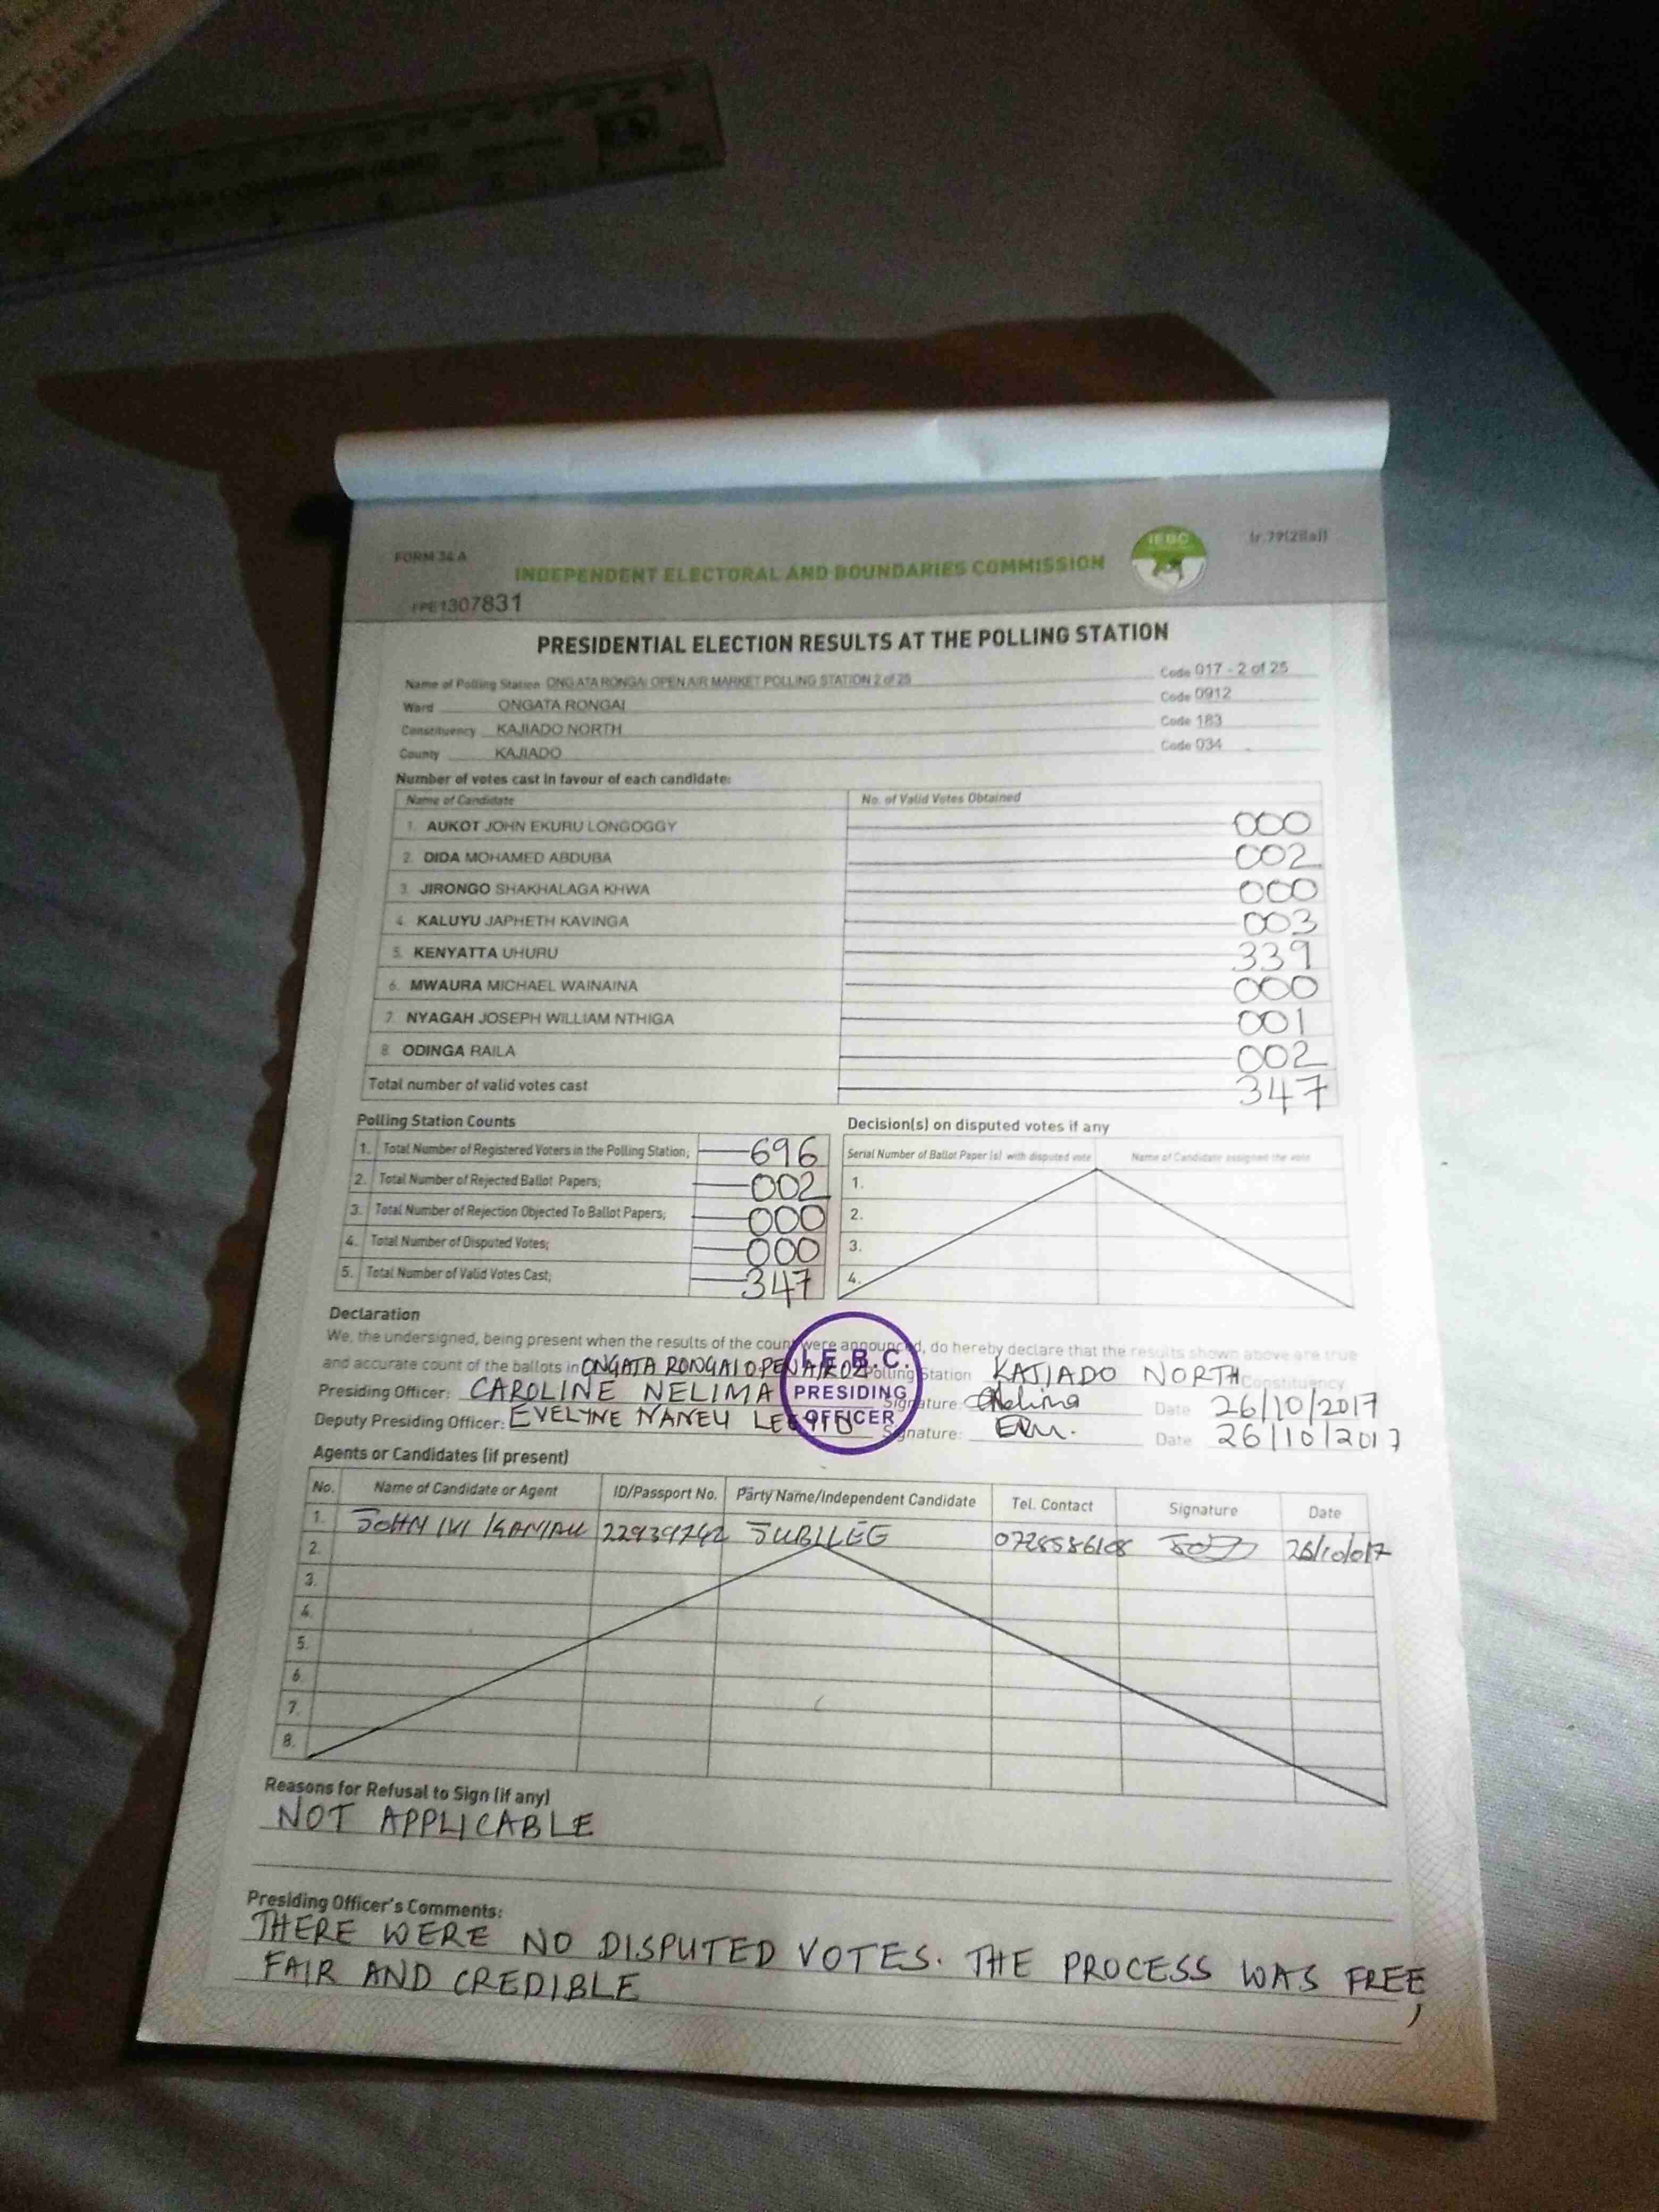 FORM 34 A
INDEPENDENT ELECTORAL AND BOUNDARIES COMMISSION
IEBC
(r.79(2)(a))
1307831
PRESIDENTIAL ELECTION RESULTS AT THE POLLING STATION
Name of Polling Station ONGATA RONGAI OPEN AIR MARKET POLLING STATION 2 of 25 Code 017 - 2 of 25
Ward ONGATA RONGAI Code 0912
Constituency KAJIADO NORTH Code 183
County KAJIADO Code 034
Number of votes cast in favour of each candidate:
Name of Candidate No. of Valid Votes Obtained
1. AUKOT JOHN EKURU LONGOGGY 000
2. DIDA MOHAMED ABDUBA 002
3. JIRONGO SHAKHALAGA KHWA 000
4. KALUYU JAPHETH KAVINGA 003
5. KENYATTA UHURU 339
6. MWAURA MICHAEL WAINAINA 000
7. NYAGAH JOSEPH WILLIAM NTHIGA 001
8. ODINGA RAILA 002
Total number of valid votes cast 347
Polling Station Counts
1. Total Number of Registered Voters in the Polling Station; 696
2. Total Number of Rejected Ballot Papers; 002
3. Total Number of Rejection Objected To Ballot Papers; 000
4. Total Number of Disputed Votes; 000
5. Total Number of Valid Votes Cast; 347
Decision(s) on disputed votes if any
Serial Number of Ballot Paper (s) with disputed vote Name of Candidate assigned the vote
1.
2.
3.
4.
Declaration
We, the undersigned, being present when the results of the count were announced, do hereby declare that the results shown above are true
and accurate count of the ballots in ONGATA RONGAI OPEN AIR 02 Polling Station KAJIADO NORTH Constituency
Presiding Officer: CAROLINE NELIMA Signature: Date 26/10/2017
Deputy Presiding Officer: EVELYNE Signature: Date 26/10/2017
I.E.B.C.
PRESIDING
OFFICER
Agents or Candidates (if present)
No. Name of Candidate or Agent ID/Passport No. Party Name/Independent Candidate Tel. Contact Signature Date
1. JOHN 22939742 JUBILEE
2.
3.
4.
5.
6.
7.
8.
Reasons for Refusal to Sign (if any)
NOT APPLICABLE
Presiding Officer's Comments:
THERE WERE NO DISPUTED VOTES. THE PROCESS WAS FREE,
FAIR AND CREDIBLE